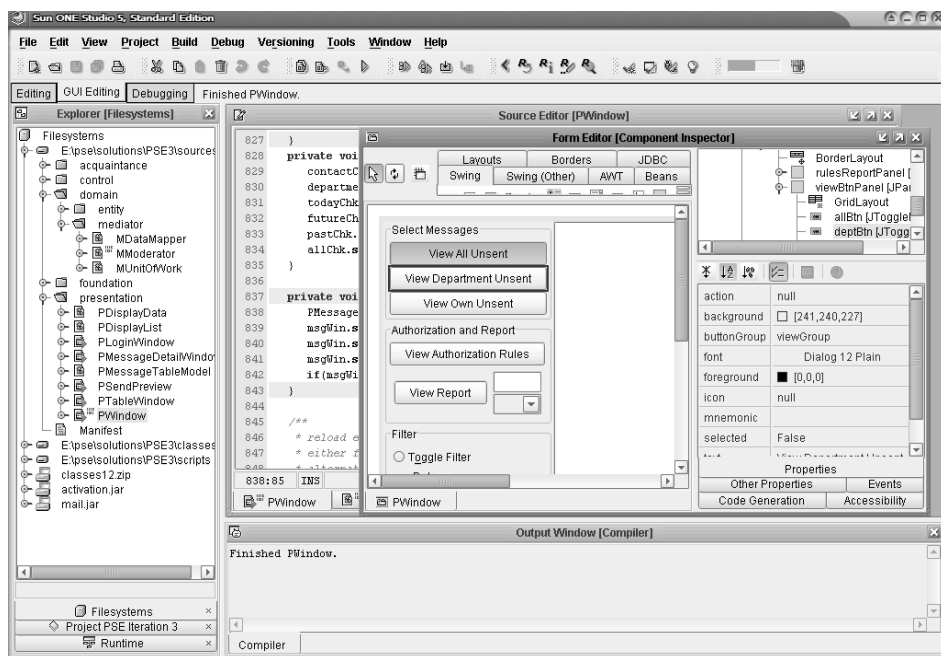 Sun ONE Studio 5, Standard Edition
File Edit View Project Build Debug Versioning Tools Window Help
Editing GUI Editing Debugging Finished PWindow.
Explorer [Filesystems]
Filesystems
E:\pse\solutions\PSE3\sources
acquaintance
control
domain
entity
mediator
MDataMapper
MModerator
MUnitOfWork
foundation
presentation
PDisplayData
PDisplayList
PLoginWindow
PMessageDetailWindo
PMessageTableModel
PSendPreview
PTableWindow
PWindow
Manifest
E:\pse\solutions\PSE3\classes
E:\pse\solutions\PSE3\scripts
classes12.zip
activation.jar
mail.jar
Filesystems
Project PSE Iteration 3
Runtime
Source Editor [PWindow]
827 }
828 private voi
829 contactC
830 departme
831 todayChk
832 futureCh
833 pastChk.
834 allChk.s
835 }
836
837 private voi
838 PMessage
839 msgWin.s
840 msgWin.s
841 msgWin.s
842 if(msgWi
843 }
844
845 /**
846 * reload e
847 * either f
848 * alternat
838:85 INS
PWindow
Form Editor [Component Inspector]
Layouts Borders JDBC
Swing Swing (Other) AWT Beans
Select Messages
View All Unsent
View Department Unsent
View Own Unsent
Authorization and Report
View Authorization Rules
View Report
Filter
Toggle Filter
PWindow
BorderLayout
rulesReportPanel [
viewBtnPanel [JPa
GridLayout
allBtn [JToggle
deptBtn [JTogg
action null
background [241,240,227]
buttonGroup viewGroup
font Dialog 12 Plain
foreground [0,0,0]
icon null
mnemonic
selected False
text View Department Unsent
Properties
Other Properties Events
Code Generation Accessibility
Output Window [Compiler]
Finished PWindow.
Compiler